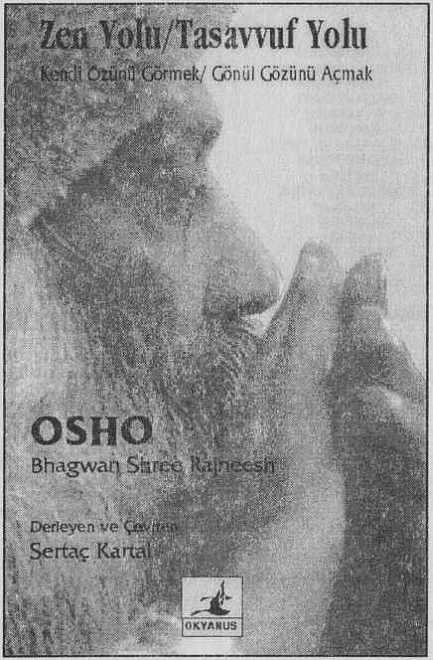 Zen Yolu/Tasavvuf Yolu
Kendi Özünü Görmek/ Gönül Gözünü Açmak
OSHO
Bhagwan Shree Rajneesh
Derleyen ve Çeviren
Sertaç Kartal
OKYANUS